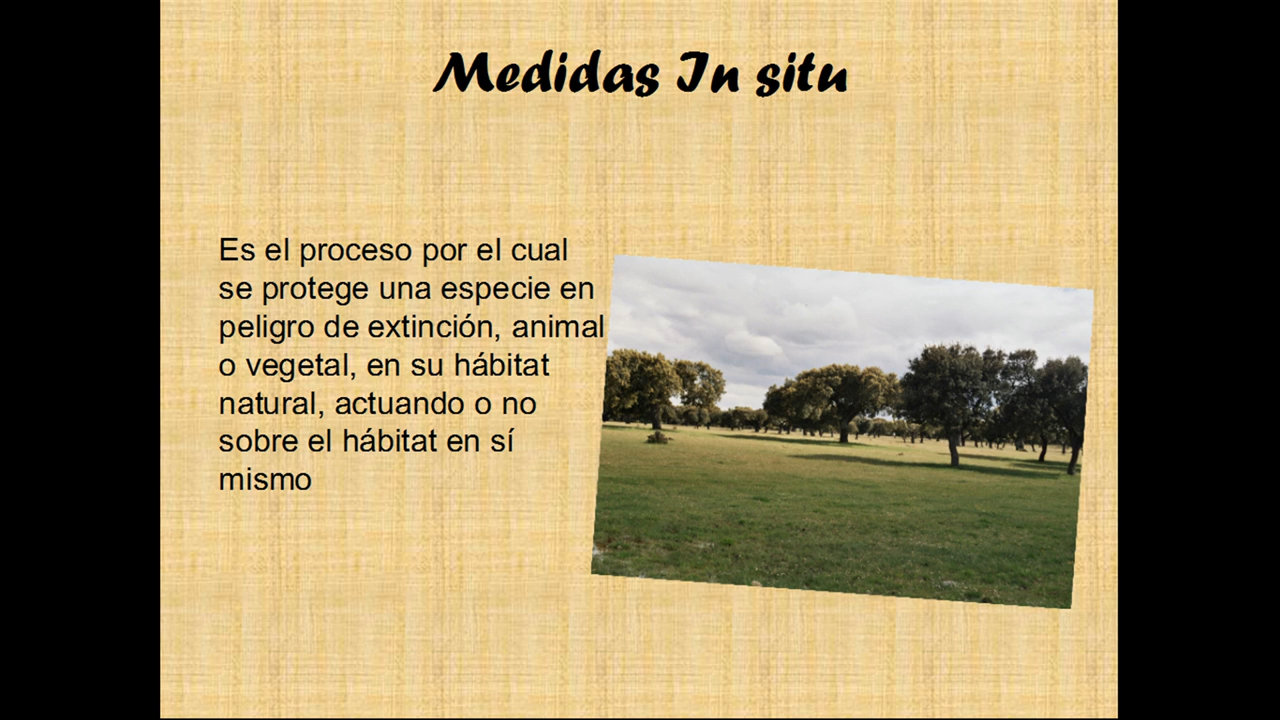 Medidas In situ
Es el proceso por el cual
se protege una especie en
peligro de extinción, animal
o vegetal, en su hábitat
natural, actuando o no
sobre el hábitat en sí
mismo